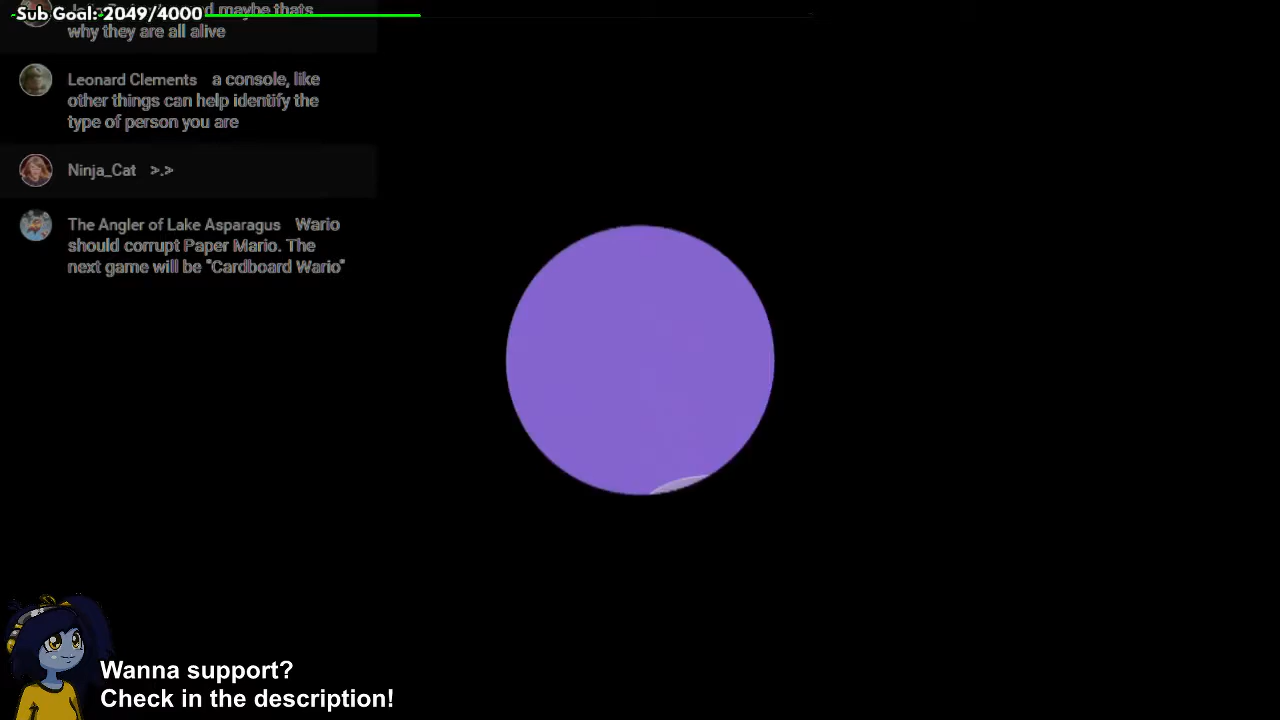 Sub Goal: 2049/4000
maybe thats
why they are all alive
Leonard Clements a console, like
other things can help identify the
type of person you are
Ninja_Cat >.>
The Angler of Lake Asparagus Wario
should corrupt Paper Mario. The
next game will be "Cardboard Wario"
Wanna support?
Check in the description!